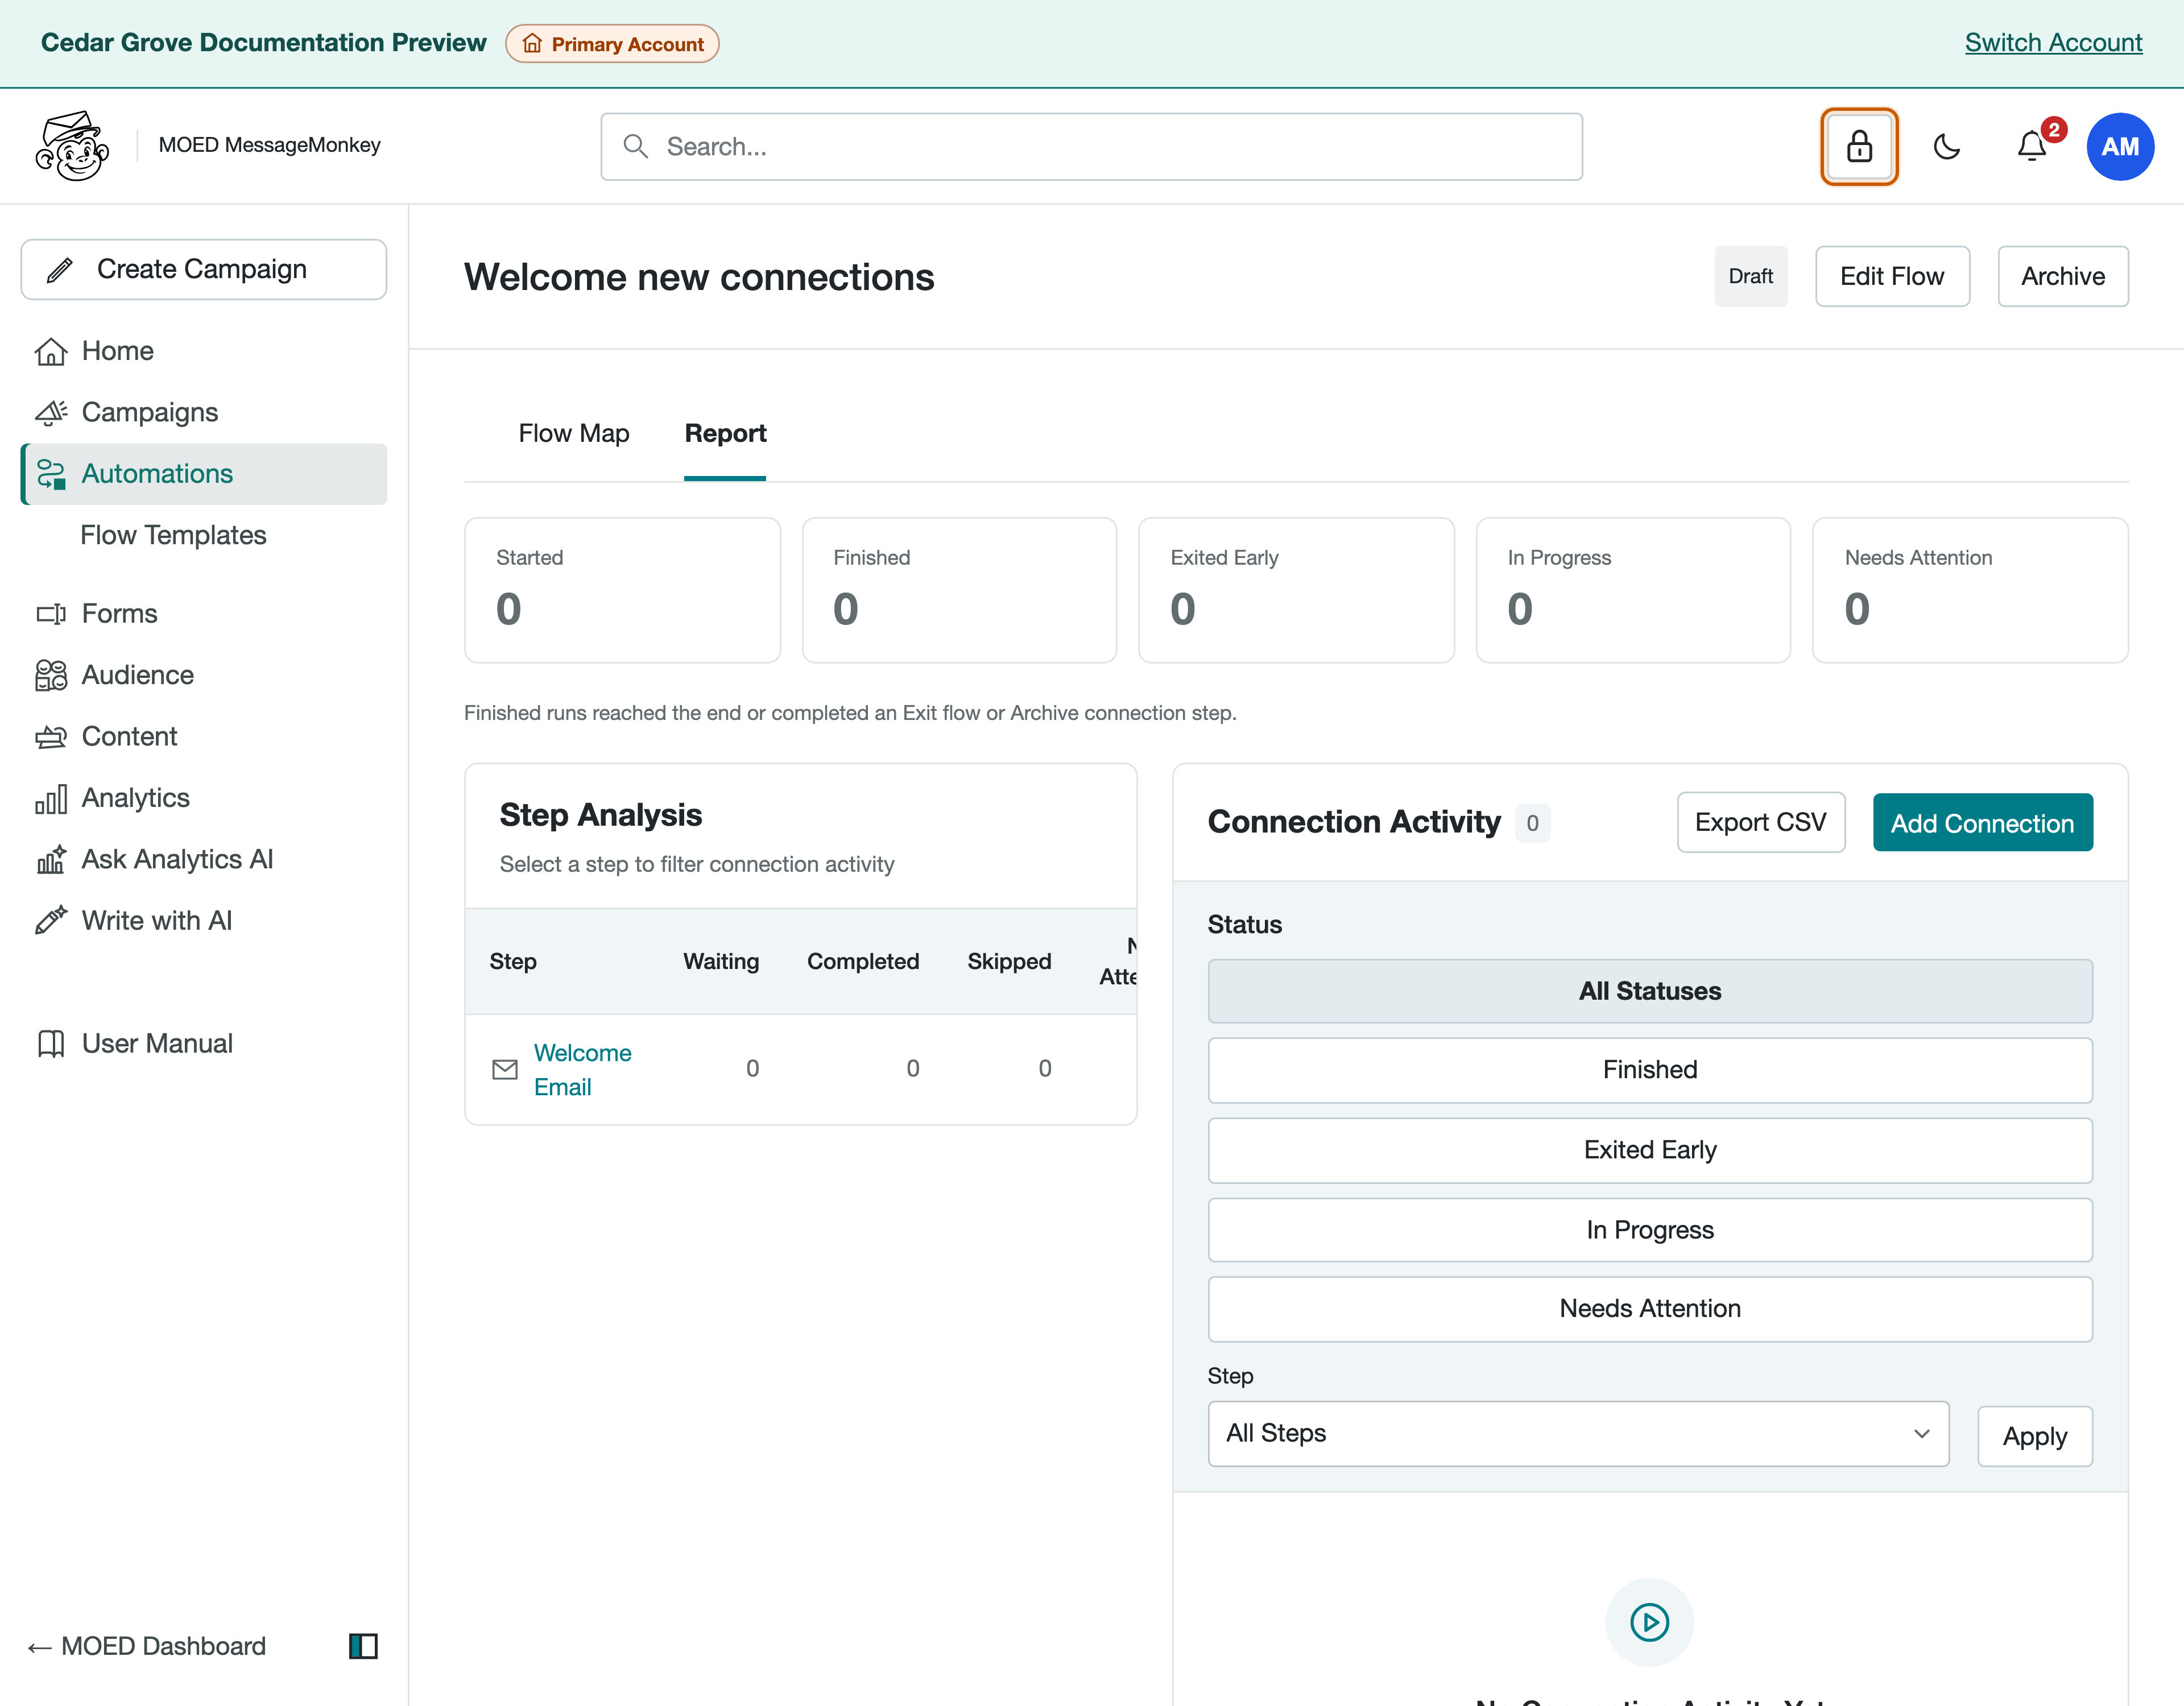 Cedar Grove Documentation Preview
Primary Account
Switch Account
MOED MessageMonkey
Search...
2
AM
Create Campaign
Home
Campaigns
Automations
Flow Templates
Forms
Audience
Content
Analytics
Ask Analytics AI
Write with AI
User Manual
← MOED Dashboard
Welcome new connections
Draft
Edit Flow
Archive
Flow Map
Report
Started
0
Finished
0
Exited Early
0
In Progress
0
Needs Attention
0
Finished runs reached the end or completed an Exit flow or Archive connection step.
Step Analysis
Select a step to filter connection activity
Step Waiting Completed Skipped
Welcome
Email
0 0 0
Connection Activity 0
Export CSV
Add Connection
Status
All Statuses
Finished
Exited Early
In Progress
Needs Attention
Step
All Steps
Apply